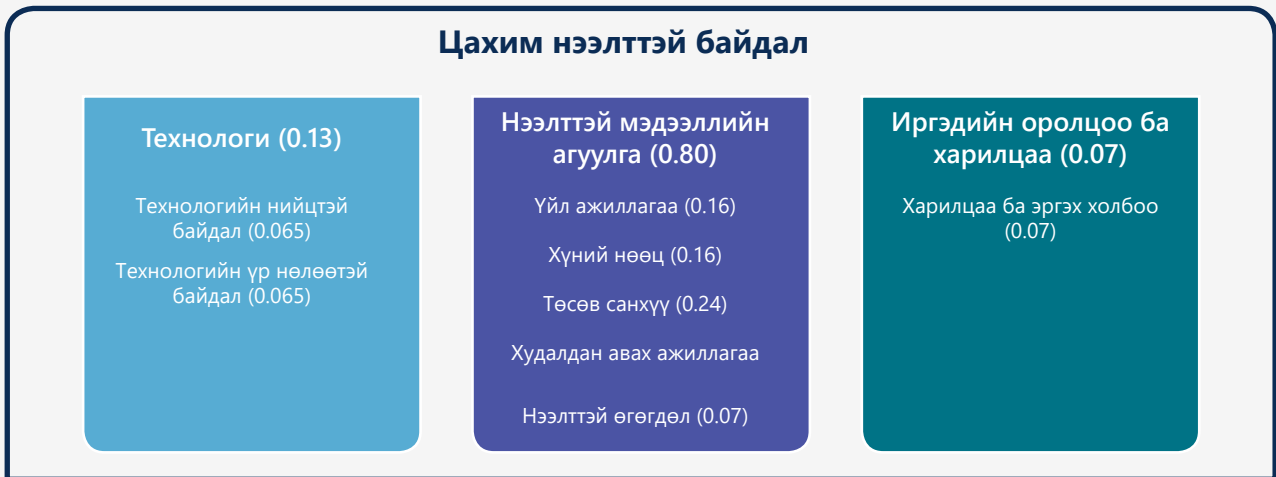 Цахим нээлттэй байдал
Технологи (0.13)
Технологийн нийцтэй
байдал (0.065)
Технологийн үр нөлөөтэй
байдал (0.065)
Нээлттэй мэдээллийн
агуулга (0.80)
Үйл ажиллагаа (0.16)
Хүний нөөц (0.16)
Төсөв санхүү (0.24)
Худалдан авах ажиллагаа
Нээлттэй өгөгдөл (0.07)
Иргэдийн оролцоо ба
харилцаа (0.07)
Харилцаа ба эргэх холбоо
(0.07)